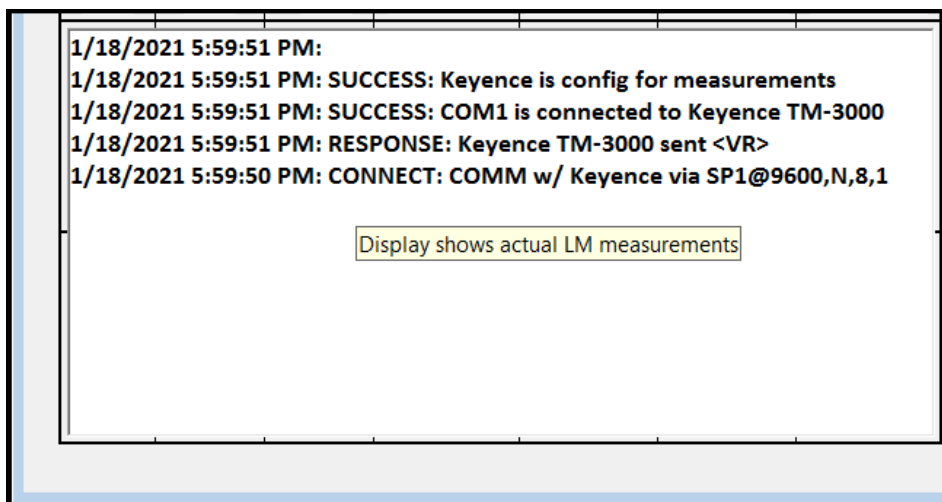 1/18/2021 5:59:51 PM:
1/18/2021 5:59:51 PM: SUCCESS: Keyence is config for measurements
1/18/2021 5:59:51 PM: SUCCESS: COM1 is connected to Keyence TM-3000
1/18/2021 5:59:51 PM: RESPONSE: Keyence TM-3000 sent <VR>
1/18/2021 5:59:50 PM: CONNECT: COMM w/ Keyence via SP1@9600,N,8,1
Display shows actual LM measurements